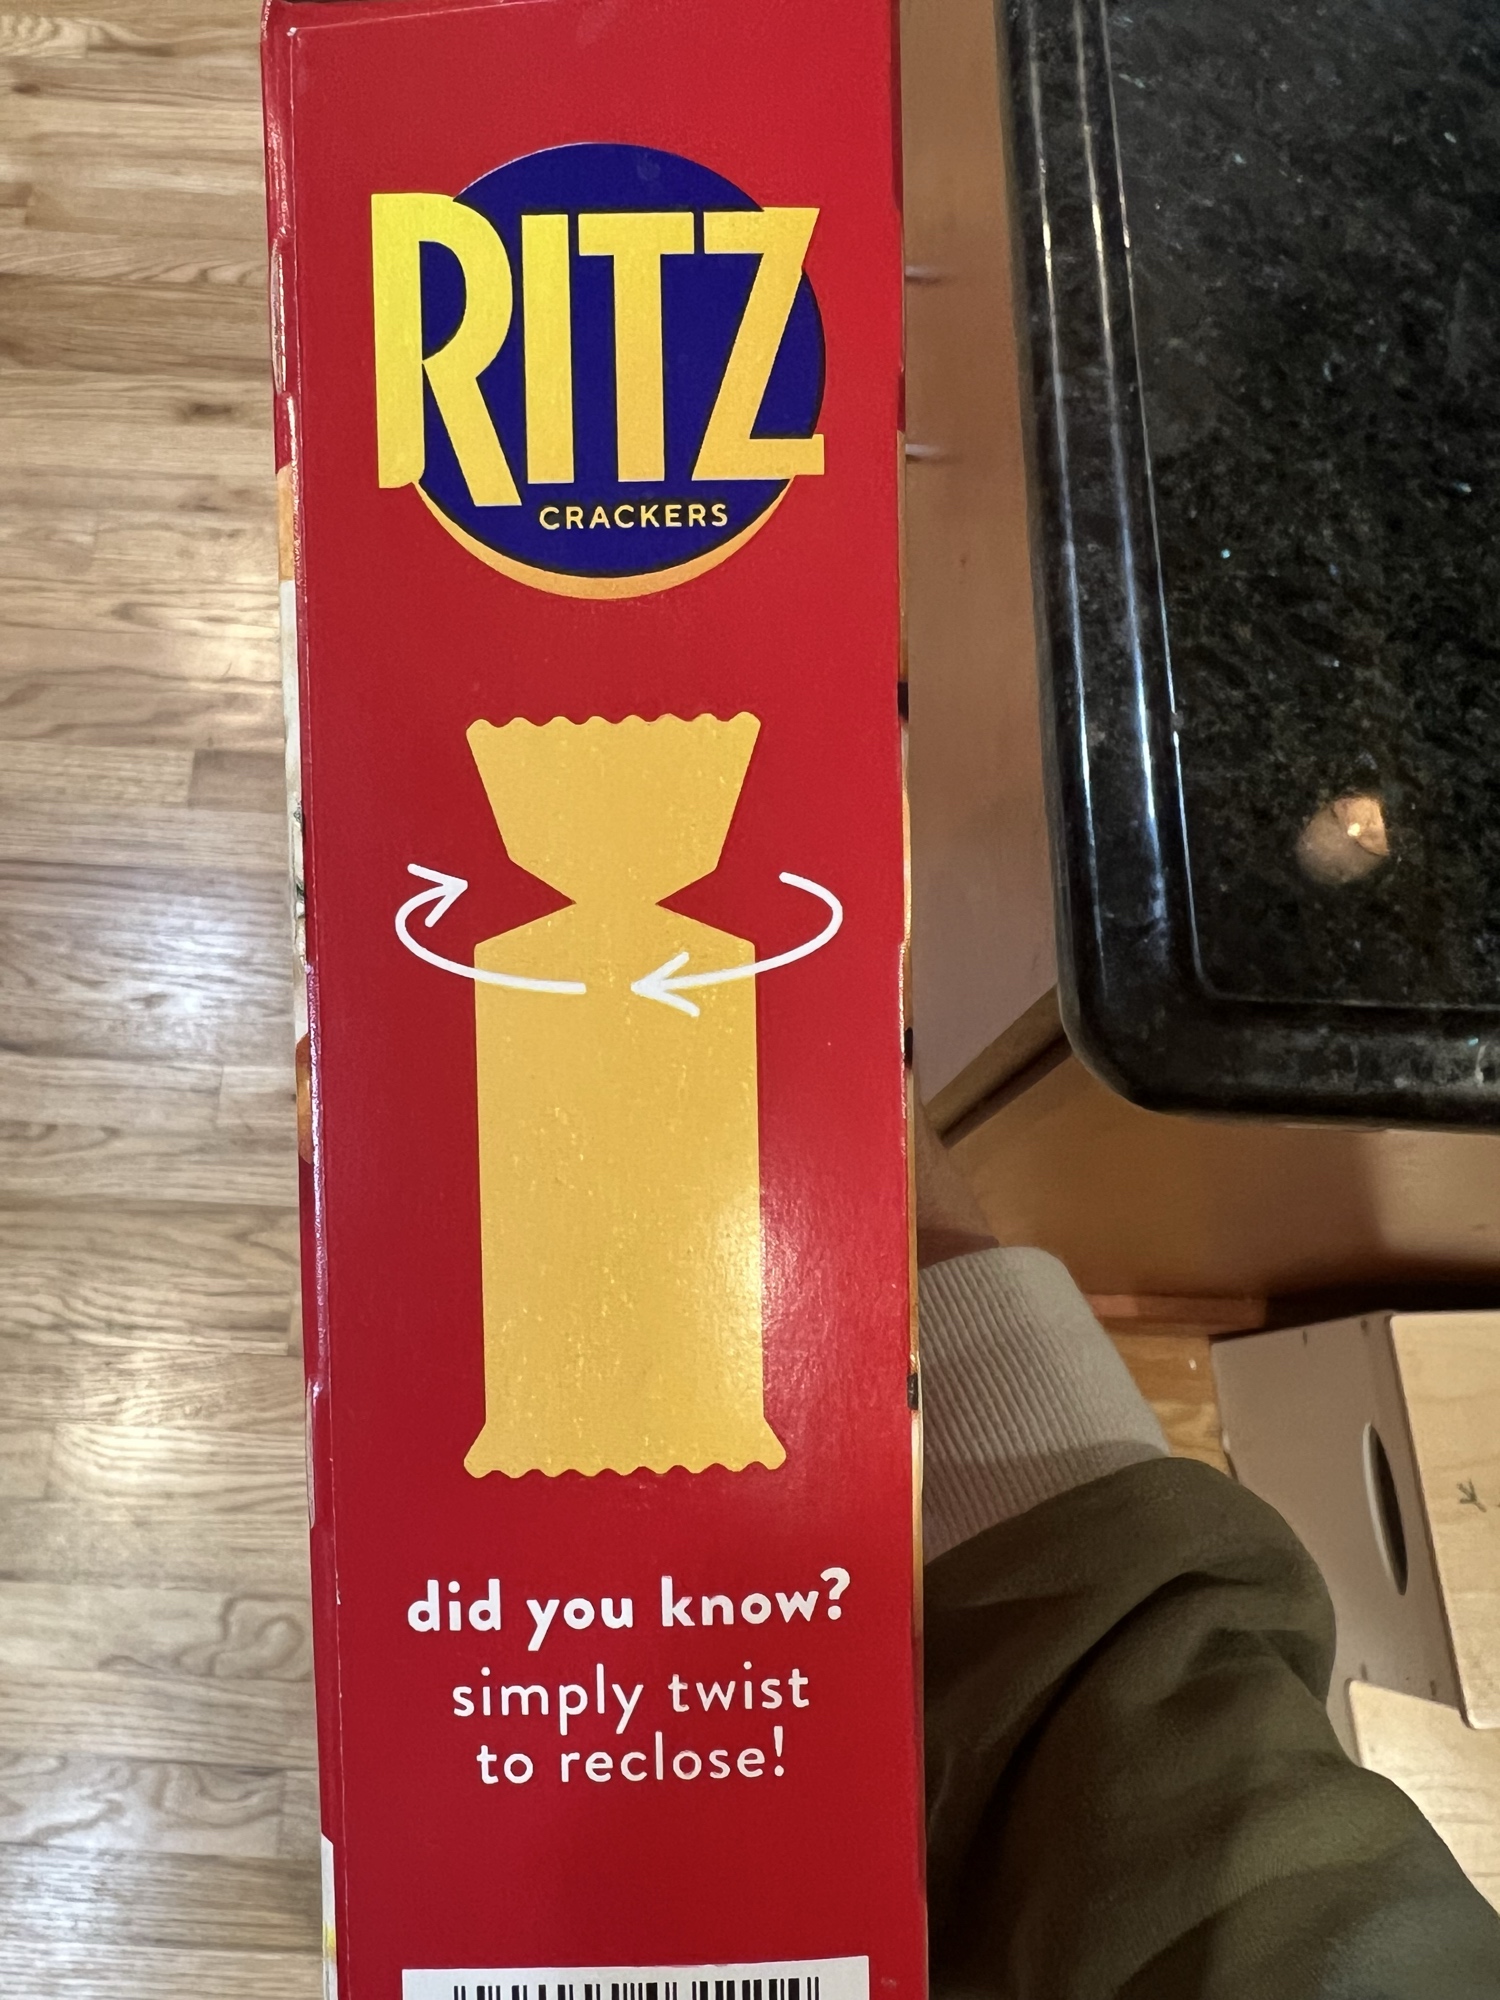 RITZ
CRACKERS
did you know?
simply twist
to reclose!